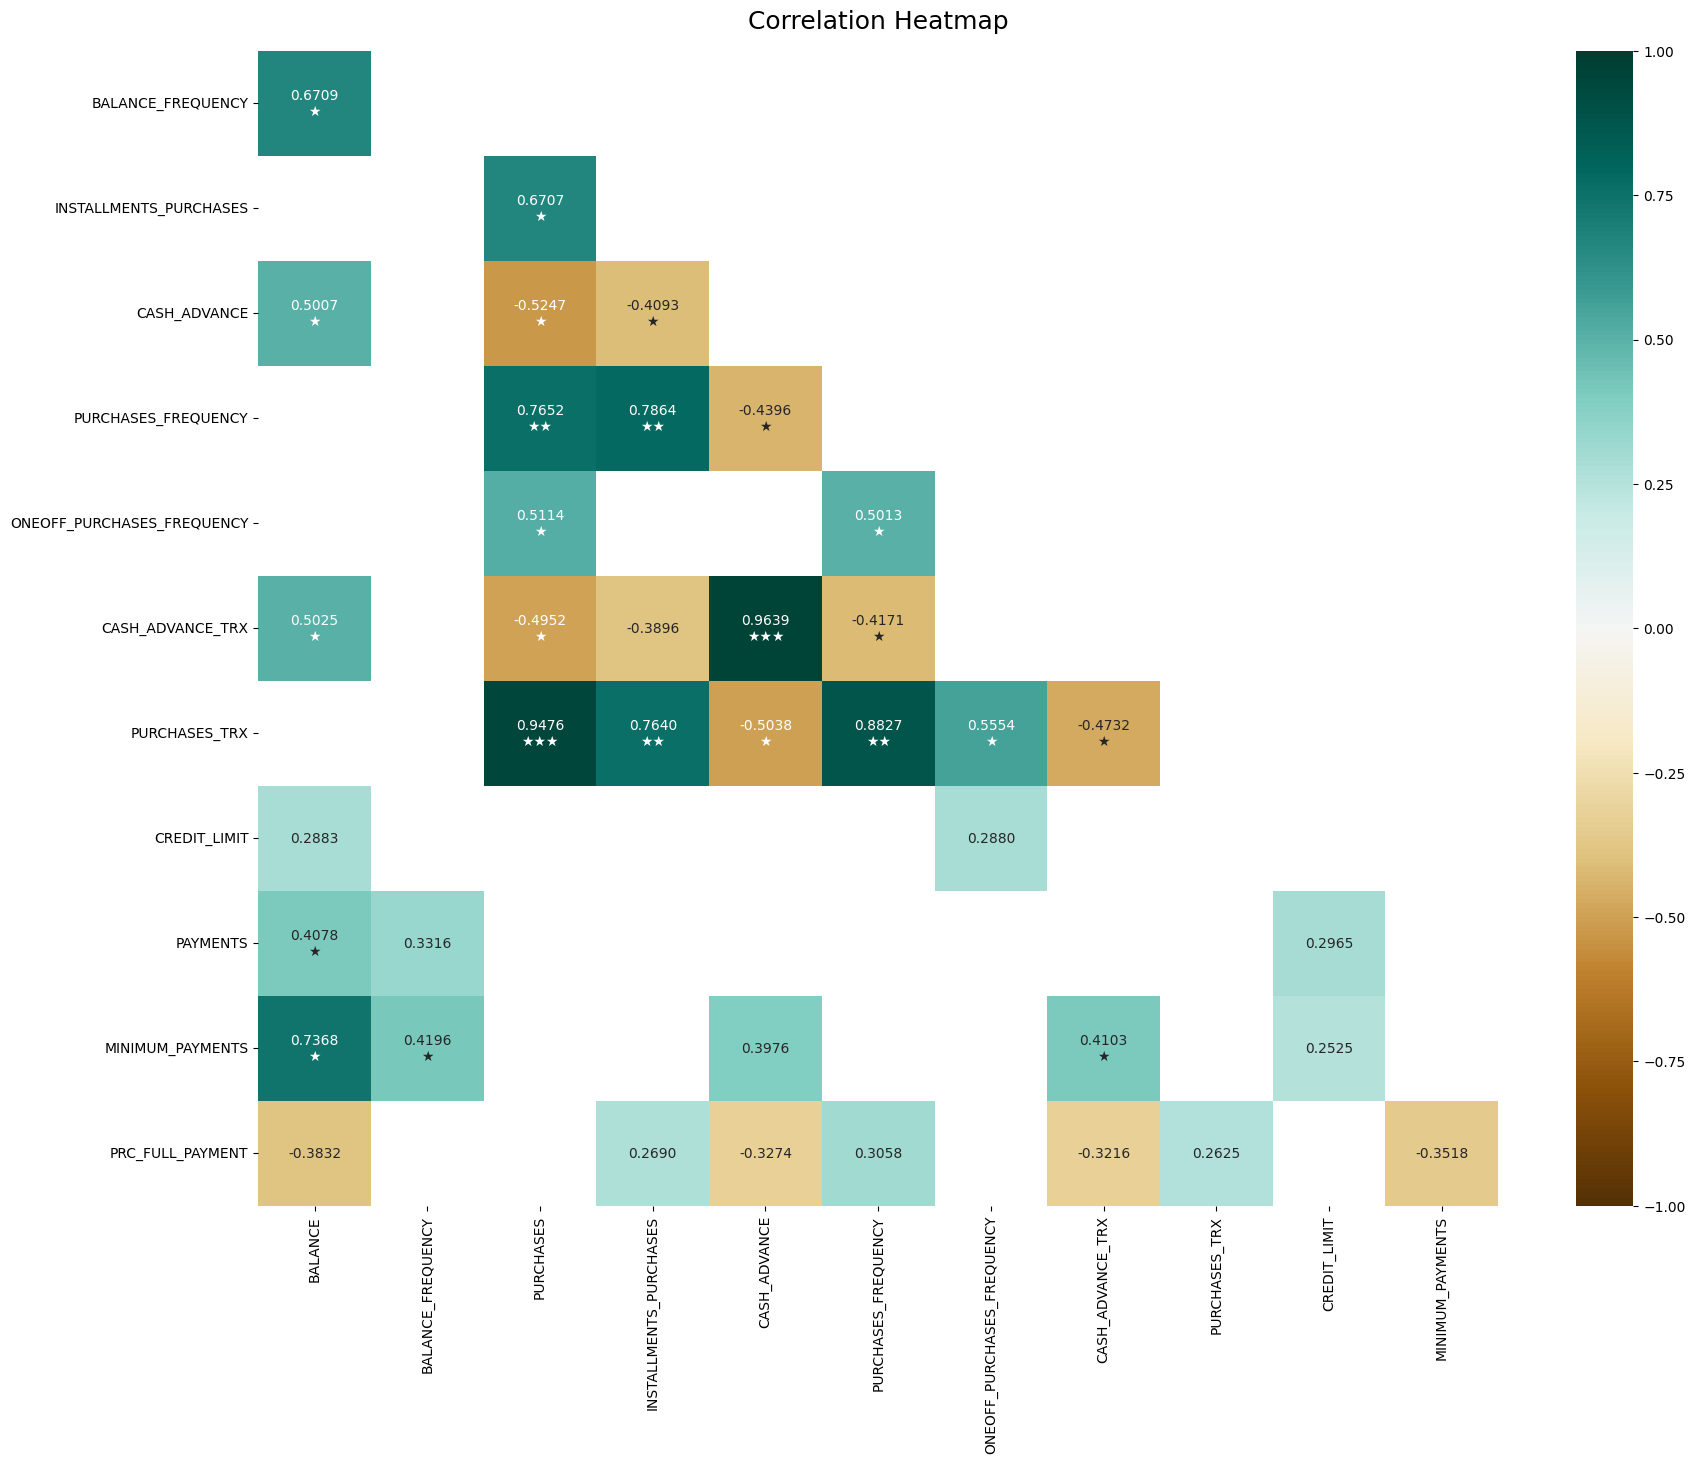 Correlation Heatmap
BALANCE_FREQUENCY
0.6709
★
INSTALLMENTS_PURCHASES
0.6707
★
CASH_ADVANCE
0.5007 -0.5247 -0.4093
★ ★ ★
PURCHASES_FREQUENCY
0.7652 0.7864 -0.4396
★★ ★★ ★
ONEOFF_PURCHASES_FREQUENCY
0.5114 0.5013
★ ★
CASH_ADVANCE_TRX
0.5025 -0.4952 -0.3896 0.9639 -0.4171
★ ★ ★★★ ★
PURCHASES_TRX
0.9476 0.7640 -0.5038 0.8827 0.5554 -0.4732
★★★ ★★ ★ ★★ ★ ★
CREDIT_LIMIT
0.2883 0.2880
PAYMENTS
0.4078 0.3316 0.2965
★
MINIMUM_PAYMENTS
0.7368 0.4196 0.3976 0.4103 0.2525
★ ★ ★
PRC_FULL_PAYMENT
-0.3832 0.2690 -0.3274 0.3058 -0.3216 0.2625 -0.3518
BALANCE
BALANCE_FREQUENCY
PURCHASES
INSTALLMENTS_PURCHASES
CASH_ADVANCE
PURCHASES_FREQUENCY
ONEOFF_PURCHASES_FREQUENCY
CASH_ADVANCE_TRX
PURCHASES_TRX
CREDIT_LIMIT
MINIMUM_PAYMENTS
1.00
0.75
0.50
0.25
0.00
−0.25
−0.50
−0.75
−1.00